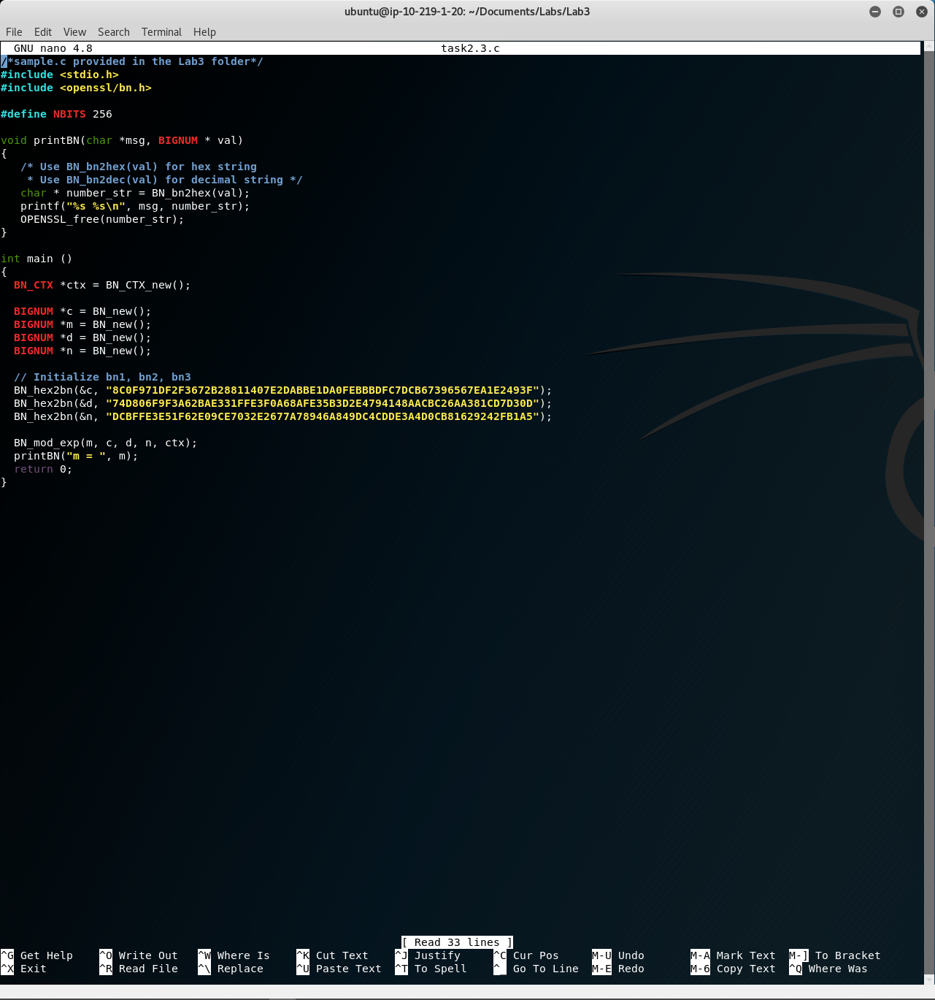 ubuntu@ip-10-219-1-20: ~/Documents/Labs/Lab3
File Edit View Search Terminal Help
GNU nano 4.8 task2.3.c
/*sample.c provided in the Lab3 folder*/
#include <stdio.h>
#include <openssl/bn.h>
#define NBITS 256
void printBN(char *msg, BIGNUM * val)
{
/* Use BN_bn2hex(val) for hex string
* Use BN_bn2dec(val) for decimal string */
char * number_str = BN_bn2hex(val);
printf("%s %s\n", msg, number_str);
OPENSSL_free(number_str);
}
int main ()
{
BN_CTX *ctx = BN_CTX_new();
BIGNUM *c = BN_new();
BIGNUM *m = BN_new();
BIGNUM *d = BN_new();
BIGNUM *n = BN_new();
// Initialize bn1, bn2, bn3
BN_hex2bn(&c, "8C0F971DF2F3672B28811407E2DABBE1DA0FEBBBDFC7DCB67396567EA1E2493F");
BN_hex2bn(&d, "74D806F9F3A62BAE331FFE3F0A68AFE35B3D2E4794148AACBC26AA381CD7D30D");
BN_hex2bn(&n, "DCBFFE3E51F62E09CE7032E2677A78946A849DC4CDDE3A4D0CB81629242FB1A5");
BN_mod_exp(m, c, d, n, ctx);
printBN("m = ", m);
return 0;
}
[ Read 33 lines ]
^G Get Help ^O Write Out ^W Where Is ^K Cut Text ^J Justify ^C Cur Pos M-U Undo M-A Mark Text M-] To Bracket
^X Exit ^R Read File ^\ Replace ^U Paste Text ^T To Spell ^_ Go To Line M-E Redo M-6 Copy Text ^Q Where Was